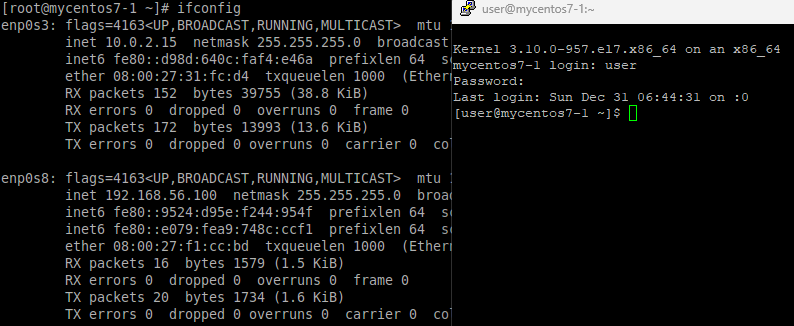 [root@mycentos7-1 ~]# ifconfig
enp0s3: flags=4163<UP,BROADCAST,RUNNING,MULTICAST>  mtu
        inet 10.0.2.15  netmask 255.255.255.0  broadcast
        inet6 fe80::d98d:640c:faf4:e46a  prefixlen 64
        ether 08:00:27:31:fc:d4  txqueuelen 1000  (Ethern
        RX packets 152  bytes 39755 (38.8 KiB)
        RX errors 0  dropped 0  overruns 0  frame 0
        TX packets 172  bytes 13993 (13.6 KiB)
        TX errors 0  dropped 0 overruns 0  carrier 0  col

enp0s8: flags=4163<UP,BROADCAST,RUNNING,MULTICAST>  mtu
        inet 192.168.56.100  netmask 255.255.255.0  broad
        inet6 fe80::9524:d95e:f244:954f  prefixlen 64
        inet6 fe80::e079:fea9:748c:ccf1  prefixlen 64
        ether 08:00:27:f1:cc:bd  txqueuelen 1000  (Ethern
        RX packets 16  bytes 1579 (1.5 KiB)
        RX errors 0  dropped 0  overruns 0  frame 0
        TX packets 20  bytes 1734 (1.6 KiB)
        TX errors 0  dropped 0 overruns 0  carrier 0  col
user@mycentos7-1:~
Kernel 3.10.0-957.el7.x86_64 on an x86_64
mycentos7-1 login: user
Password:
Last login: Sun Dec 31 06:44:31 on :0
[user@mycentos7-1 ~]$